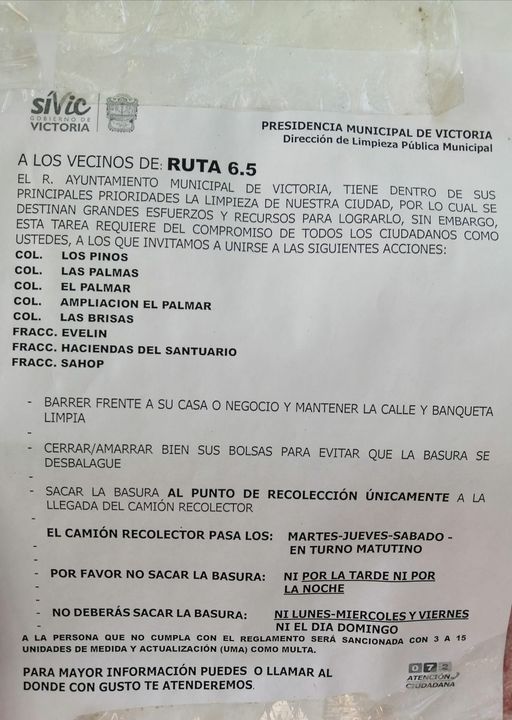 síVic
GOBIERNO DE
VICTORIA
PRESIDENCIA MUNICIPAL DE VICTORIA
Dirección de Limpieza Pública Municipal
A LOS VECINOS DE: RUTA 6.5
EL R. AYUNTAMIENTO MUNICIPAL DE VICTORIA, TIENE DENTRO DE SUS
PRINCIPALES PRIORIDADES LA LIMPIEZA DE NUESTRA CIUDAD, POR LO CUAL SE
DESTINAN GRANDES ESFUERZOS Y RECURSOS PARA LOGRARLO, SIN EMBARGO,
ESTA TAREA REQUIERE DEL COMPROMISO DE TODOS LOS CIUDADANOS COMO
USTEDES, A LOS QUE INVITAMOS A UNIRSE A LAS SIGUIENTES ACCIONES:
COL. LOS PINOS
COL. LAS PALMAS
COL. EL PALMAR
COL. AMPLIACION EL PALMAR
COL. LAS BRISAS
FRACC. EVELIN
FRACC. HACIENDAS DEL SANTUARIO
FRACC. SAHOP
- BARRER FRENTE A SU CASA O NEGOCIO Y MANTENER LA CALLE Y BANQUETA
LIMPIA
-
- CERRAR/AMARRAR BIEN SUS BOLSAS PARA EVITAR QUE LA BASURA SE
DESBALAGUE
-
- SACAR LA BASURA AL PUNTO DE RECOLECCIÓN ÚNICAMENTE A LA
LLEGADA DEL CAMIÓN RECOLECTOR
-
EL CAMIÓN RECOLECTOR PASA LOS: MARTES-JUEVES-SABADO -
- EN TURNO MATUTINO
-
- POR FAVOR NO SACAR LA BASURA: NI POR LA TARDE NI POR
- LA NOCHE
-
- NO DEBERÁS SACAR LA BASURA: NI LUNES-MIERCOLES Y VIERNES
- NI EL DIA DOMINGO
A LA PERSONA QUE NO CUMPLA CON EL REGLAMENTO SERÁ SANCIONADA CON 3 A 15
UNIDADES DE MEDIDA Y ACTUALIZACIÓN (UMA) COMO MULTA.
PARA MAYOR INFORMACIÓN PUEDES O LLAMAR AL
DONDE CON GUSTO TE ATENDEREMOS.
072
ATENCIÓN
CIUDADANA